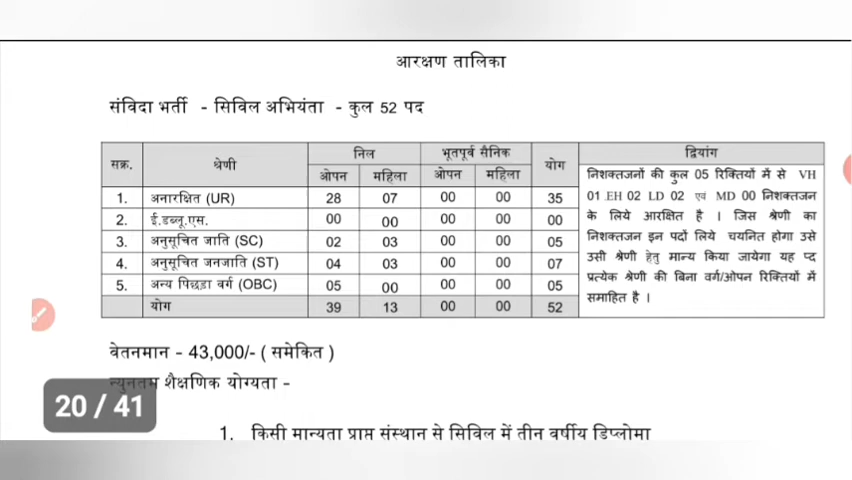 आरक्षण तालिका
संविदा भर्ती - सिविल अभियंता - कुल 52 पद
सक्र. श्रेणी निल भूतपूर्व सैनिक योग द्वियांग
ओपन महिला ओपन महिला
1. अनारक्षित (UR) 28 07 00 00 35
2. ई.डब्लू.एस. 00 00 00 00 00
3. अनुसूचित जाति (SC) 02 03 00 00 05
4. अनुसूचित जनजाति (ST) 04 03 00 00 07
5. अन्य पिछड़ा वर्ग (OBC) 05 00 00 00 05
योग 39 13 00 00 52
निशक्तजनों की कुल 05 रिक्तियों में से VH
01 EH 02 LD 02 एवं MD 00 निशक्तजन
के लिये आरक्षित है । जिस श्रेणी का
निशक्तजन इन पदों लिये चयनित होगा उसे
उसी श्रेणी हेतु मान्य किया जायेगा यह पद
प्रत्येक श्रेणी की बिना वर्ग/ओपन रिक्तियों में
समाहित है ।
वेतनमान - 43,000/- ( समेकित )
न्युनतम शैक्षणिक योग्यता -
20 / 41
1. किसी मान्यता प्राप्त संस्थान से सिविल में तीन वर्षीय डिप्लोमा